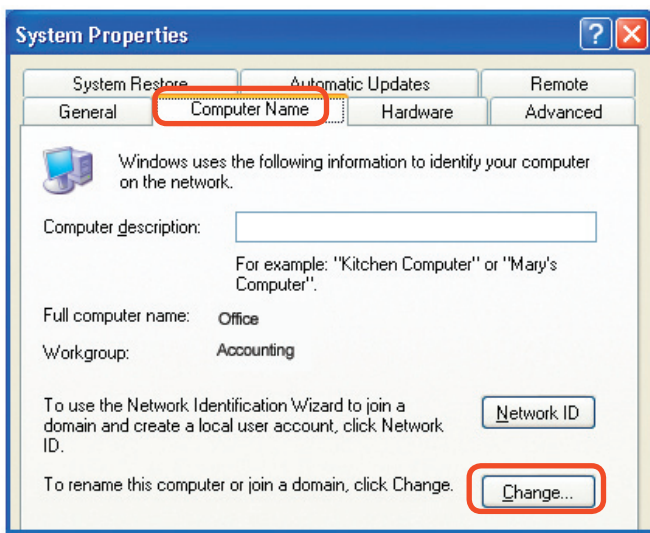 System Properties
System Restore Automatic Updates Remote
General Computer Name Hardware Advanced
Windows uses the following information to identify your computer
on the network.
Computer description:
For example: "Kitchen Computer" or "Mary's
Computer".
Full computer name: Office
Workgroup: Accounting
To use the Network Identification Wizard to join a
domain and create a local user account, click Network
ID.
Network ID
To rename this computer or join a domain, click Change.
Change...